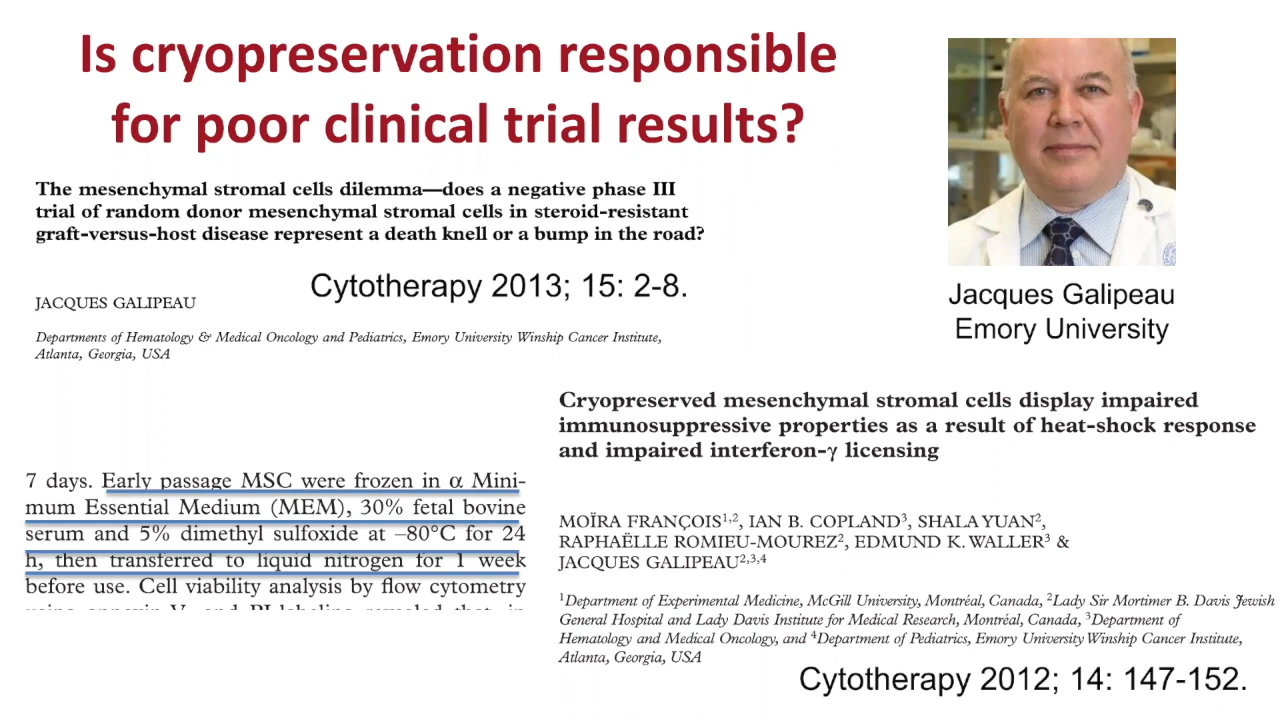 Is cryopreservation responsible
for poor clinical trial results?
The mesenchymal stromal cells dilemma—does a negative phase III
trial of random donor mesenchymal stromal cells in steroid-resistant
graft-versus-host disease represent a death knell or a bump in the road?
Cytotherapy 2013; 15: 2-8.
JACQUES GALIPEAU
Departments of Hematology & Medical Oncology and Pediatrics, Emory University Winship Cancer Institute,
Atlanta, Georgia, USA
Jacques Galipeau
Emory University
7 days. Early passage MSC were frozen in α Mini-
mum Essential Medium (MEM), 30% fetal bovine
serum and 5% dimethyl sulfoxide at –80°C for 24
h, then transferred to liquid nitrogen for 1 week
before use. Cell viability analysis by flow cytometry
Cryopreserved mesenchymal stromal cells display impaired
immunosuppressive properties as a result of heat-shock response
and impaired interferon-γ licensing
MOÏRA FRANÇOIS1,2, IAN B. COPLAND3, SHALA YUAN2,
RAPHAËLLE ROMIEU-MOUREZ2, EDMUND K. WALLER3 &
JACQUES GALIPEAU2,3,4
1Department of Experimental Medicine, McGill University, Montréal, Canada, 2Lady Sir Mortimer B. Davis Jewish
General Hospital and Lady Davis Institute for Medical Research, Montréal, Canada, 3Department of
Hematology and Medical Oncology, and 4Department of Pediatrics, Emory University Winship Cancer Institute,
Atlanta, Georgia, USA
Cytotherapy 2012; 14: 147-152.